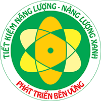 TIẾT KIỆM NĂNG LƯỢNG - NĂNG LƯỢNG XANH
PHÁT TRIỂN BỀN VỮNG